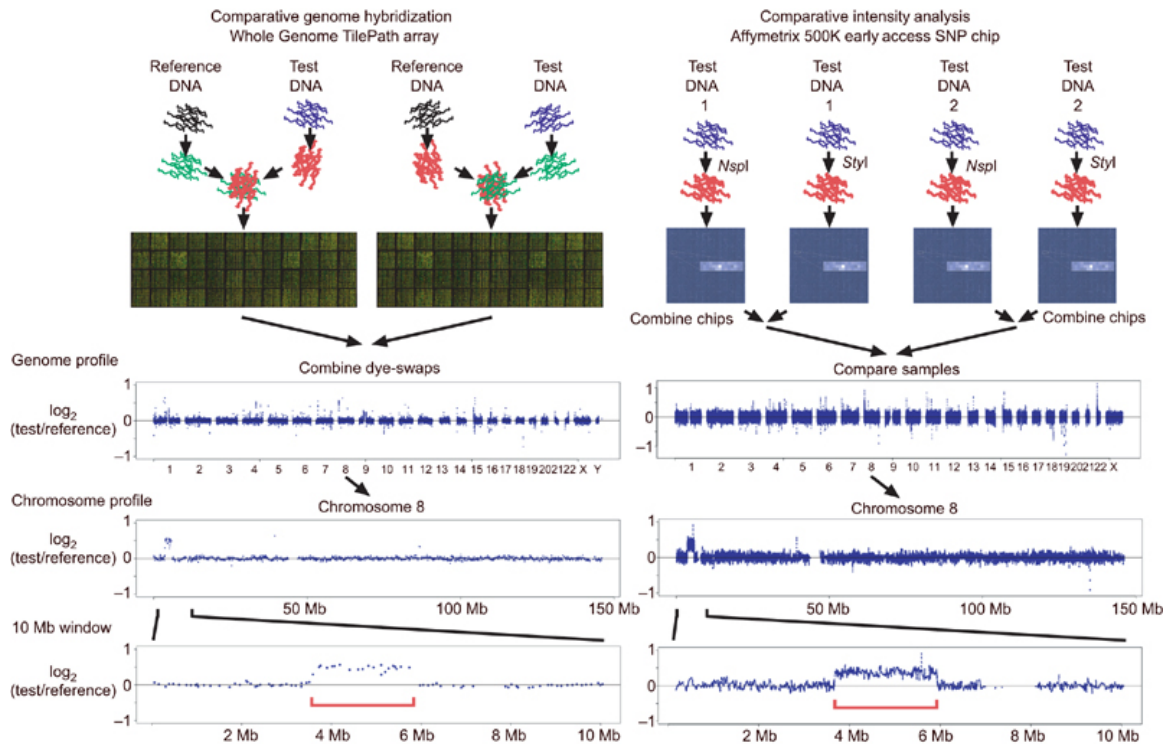 Comparative genome hybridization
Whole Genome TilePath array
Comparative intensity analysis
Affymetrix 500K early access SNP chip
Reference DNA
Test DNA
Reference DNA
Test DNA
Test DNA 1
Test DNA 1
Test DNA 2
Test DNA 2
NspI
StyI
NspI
StyI
Combine chips
Combine chips
Genome profile
Combine dye-swaps
Compare samples
log2
(test/reference)
1
0
–1
1 2 3 4 5 6 7 8 9 10 11 12 13 14 15 16 17 18 19 20 21 22 X Y
1
0
–1
1 2 3 4 5 6 7 8 9 10 11 12 13 14 15 16 17 18 19 20 21 22 X
Chromosome profile
Chromosome 8
Chromosome 8
log2
(test/reference)
1
0
–1
50 Mb 100 Mb 150 Mb
1
0
–1
50 Mb 100 Mb 150 Mb
10 Mb window
log2
(test/reference)
1
0
–1
2 Mb 4 Mb 6 Mb 8 Mb 10 Mb
1
0
–1
2 Mb 4 Mb 6 Mb 8 Mb 10 Mb